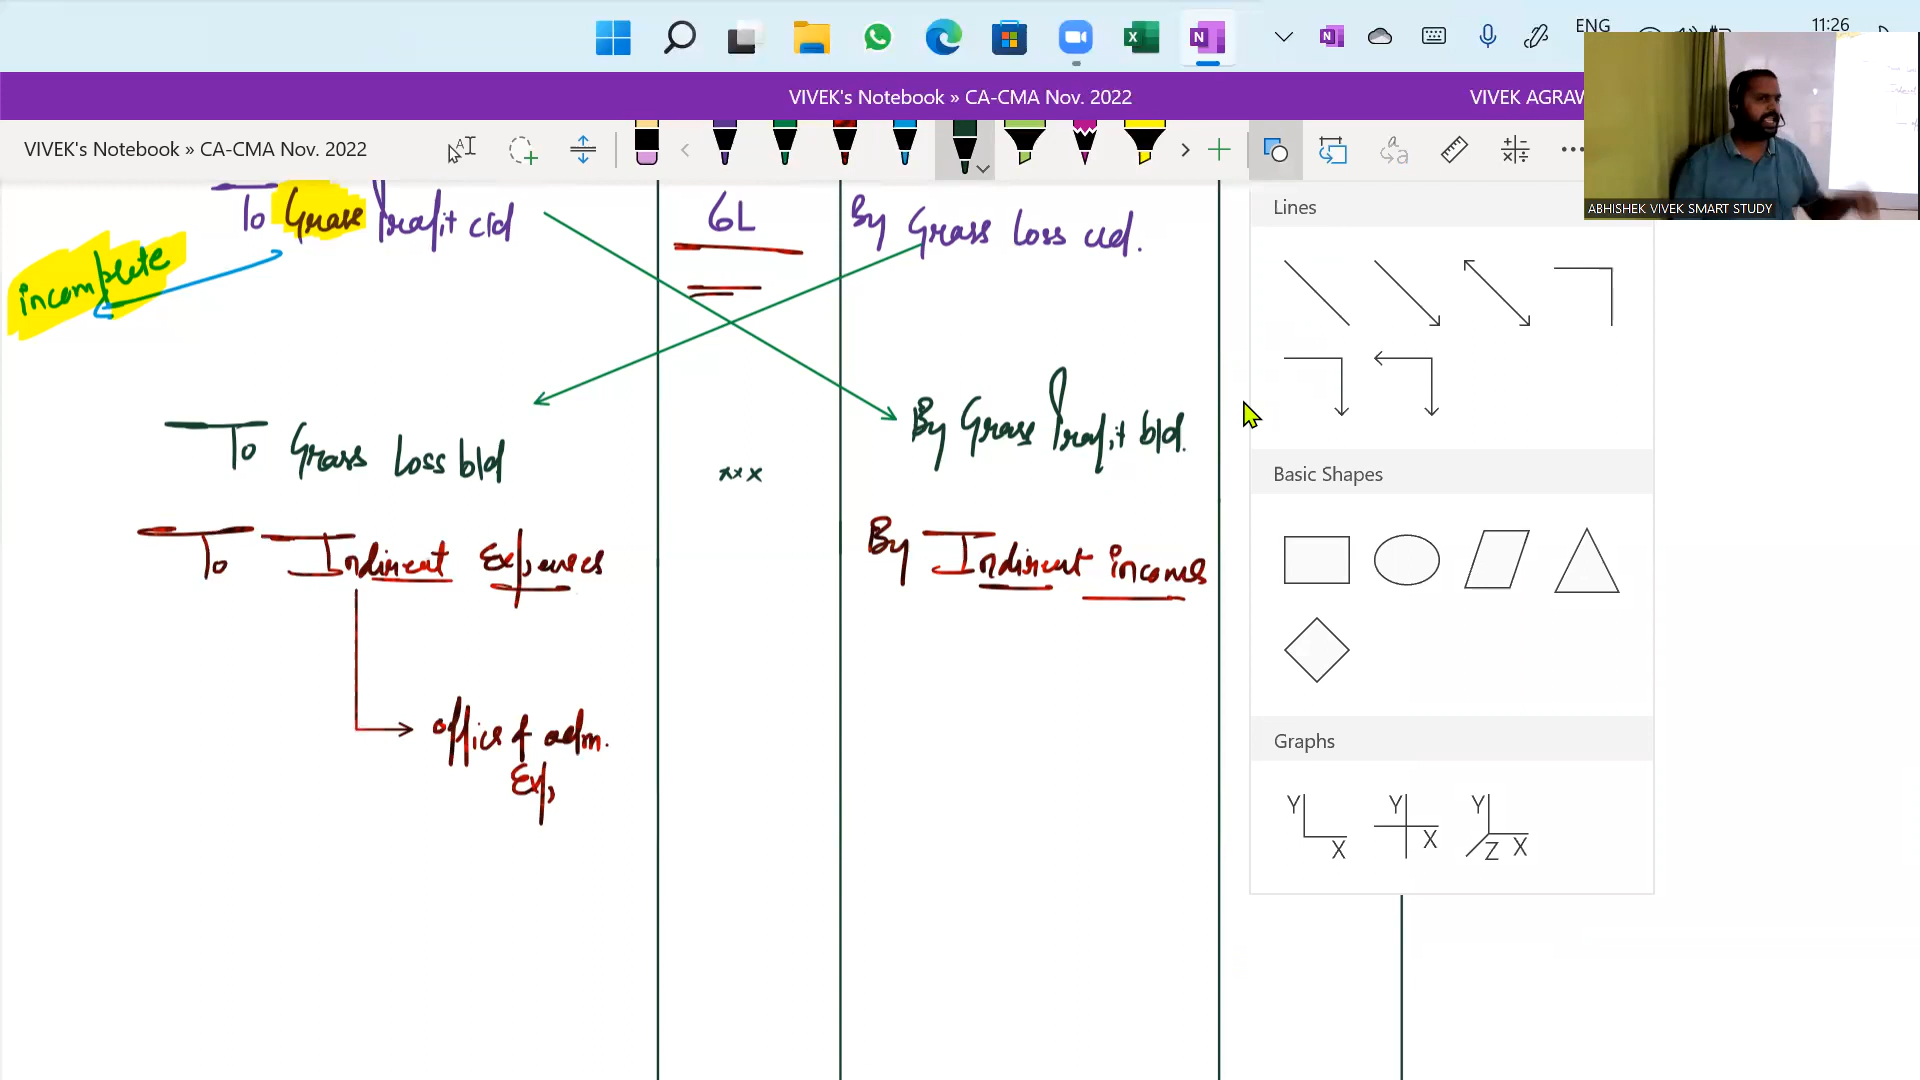 ENG
11:26
VIVEK's Notebook » CA-CMA Nov. 2022
VIVEK AGRAW
VIVEK's Notebook » CA-CMA Nov. 2022
ABHISHEK VIVEK SMART STUDY
To Gross Profit c/d
6L
By Gross Loss c/d.
incomplete
To Gross Loss b/d
xxx
By Gross Profit b/d.
To Indirect Expenses
By Indirect incomes
office & adm.
Exp,
Lines
Basic Shapes
Graphs
Y
X
Y
X
Y
Z
X